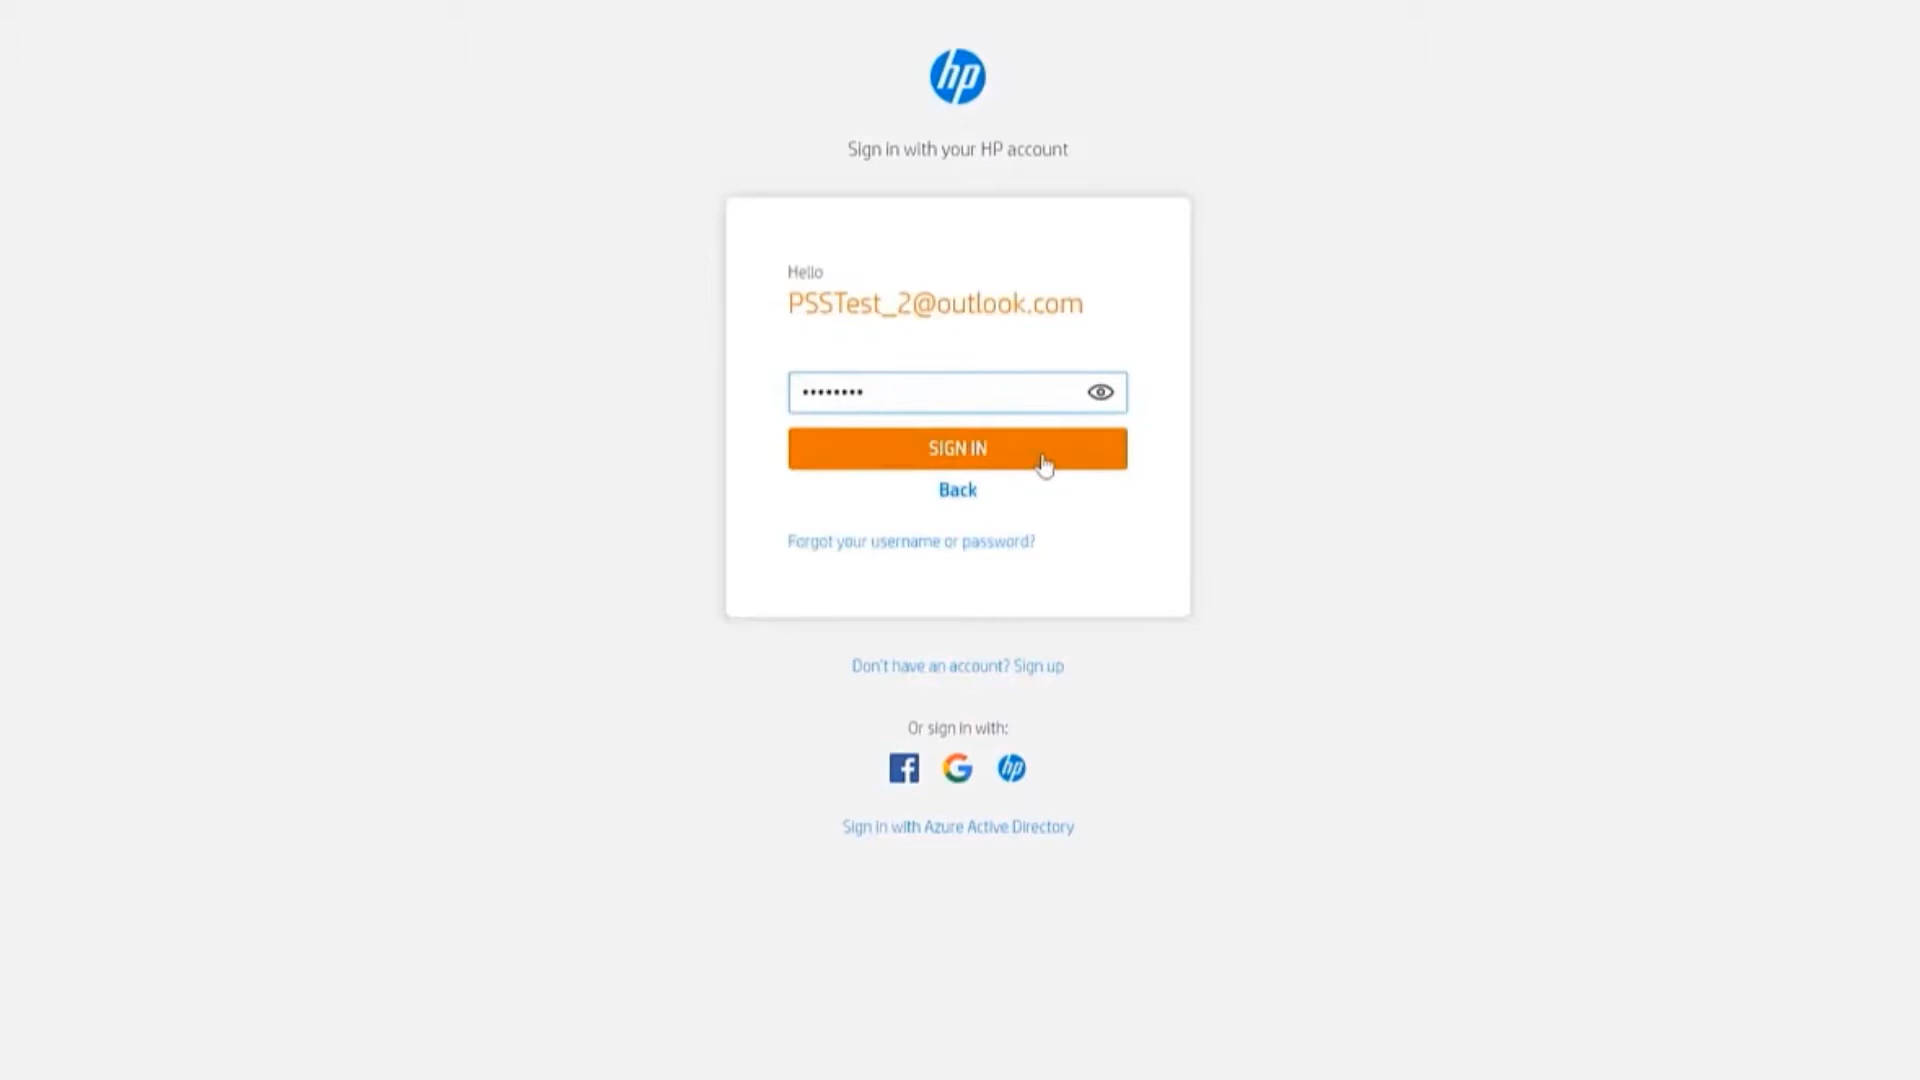 hp
Sign in with your HP account
Hello
PSSTest_2@outlook.com
••••••••
SIGN IN
Back
Forgot your username or password?
Don't have an account? Sign up
Or sign in with:
f G hp
Sign in with Azure Active Directory